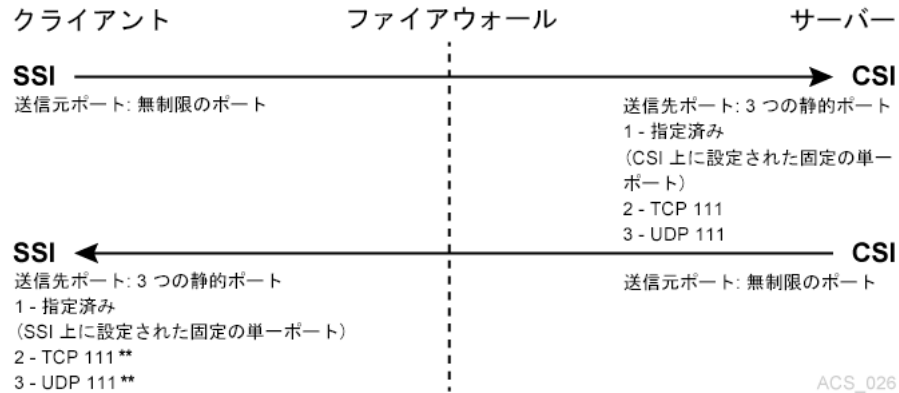 クライアント
ファイアウォール
サーバー
SSI
CSI
送信元ポート: 無制限のポート
送信先ポート: 3 つの静的ポート
1 - 指定済み
(CSI 上に設定された固定の単一
ポート)
2 - TCP 111
3 - UDP 111
SSI
CSI
送信先ポート: 3 つの静的ポート
1 - 指定済み
(SSI 上に設定された固定の単一ポート)
2 - TCP 111 **
3 - UDP 111 **
送信元ポート: 無制限のポート
ACS_026